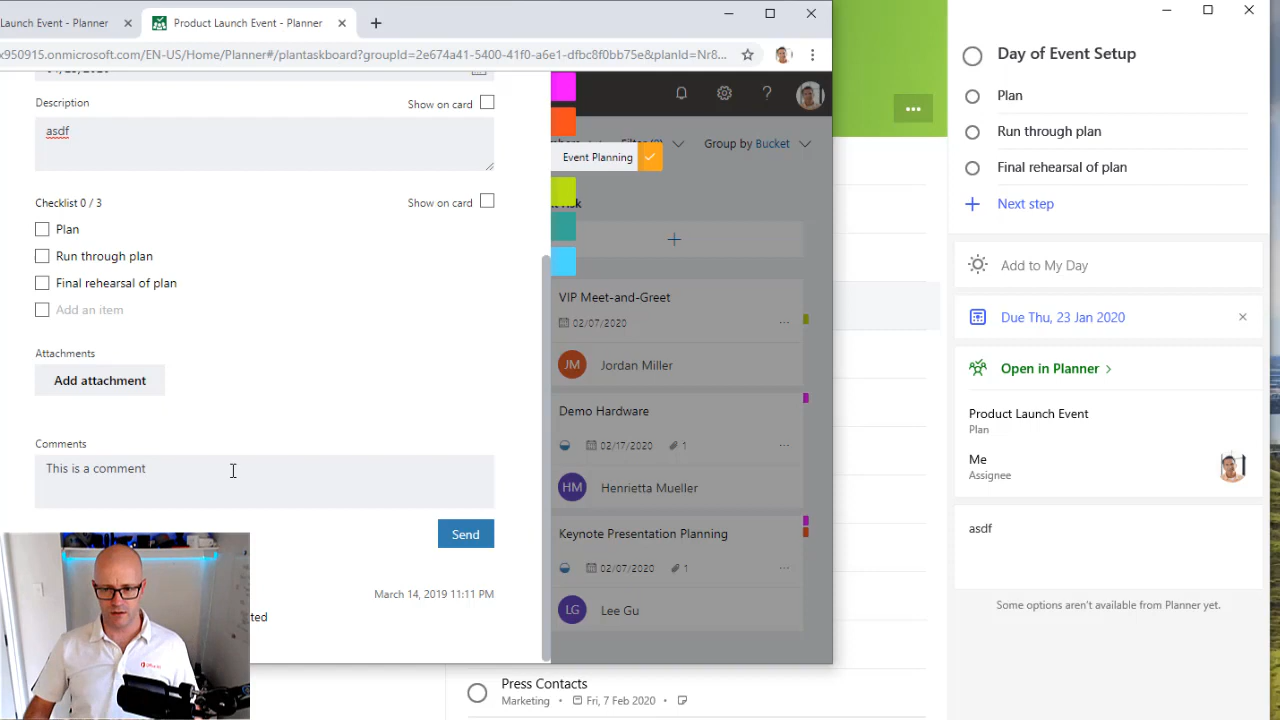 Launch Event - Planner
Product Launch Event - Planner
x950915.onmicrosoft.com/EN-US/Home/Planner#/plantaskboard?groupId=2e674a41-5400-41f0-a6e1-dfbc8f0bb75e&planId=Nr8...
Description
Show on card
asdf
Checklist 0 / 3
Show on card
Plan
Run through plan
Final rehearsal of plan
Add an item
Attachments
Add attachment
Comments
This is a comment
Send
March 14, 2019 11:11 PM
Group by Bucket
Event Planning
VIP Meet-and-Greet
02/07/2020
JM Jordan Miller
Demo Hardware
02/17/2020 1
HM Henrietta Mueller
Keynote Presentation Planning
02/07/2020 1
LG Lee Gu
Press Contacts
Marketing • Fri, 7 Feb 2020 •
Day of Event Setup
Plan
Run through plan
Final rehearsal of plan
Next step
Add to My Day
Due Thu, 23 Jan 2020
Open in Planner
Product Launch Event
Plan
Me
Assignee
asdf
Some options aren't available from Planner yet.